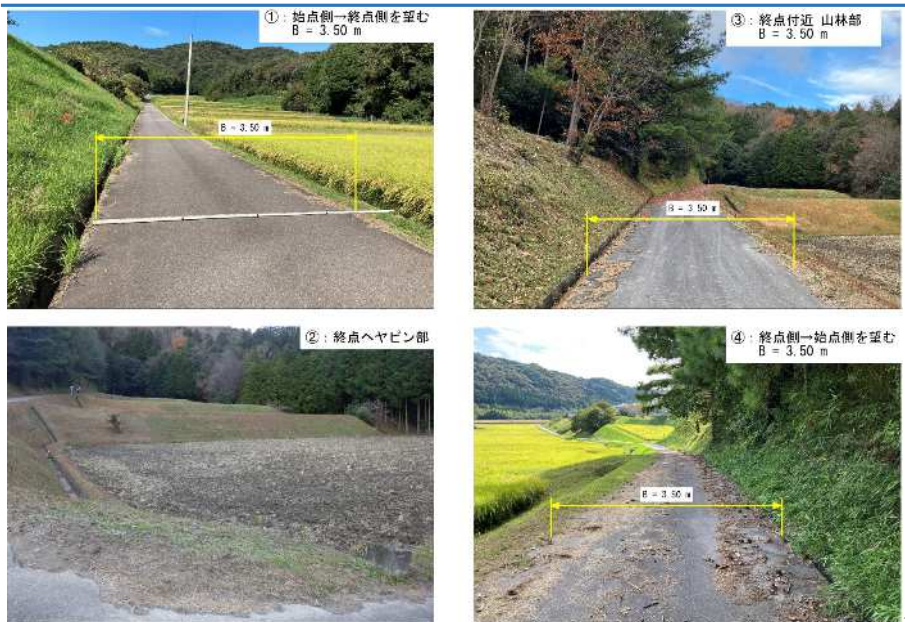 ①：始点側→終点側を望む
B = 3.50 m
B = 3.50 m
③：終点付近 山林部
B = 3.50 m
B = 3.50 m
②：終点ヘヤピン部
④：終点側→始点側を望む
B = 3.50 m
B = 3.50 m